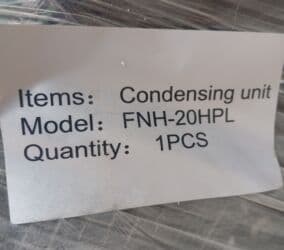 Items： Condensing unit
Model： FNH-20HPL
Quantity： 1PCS